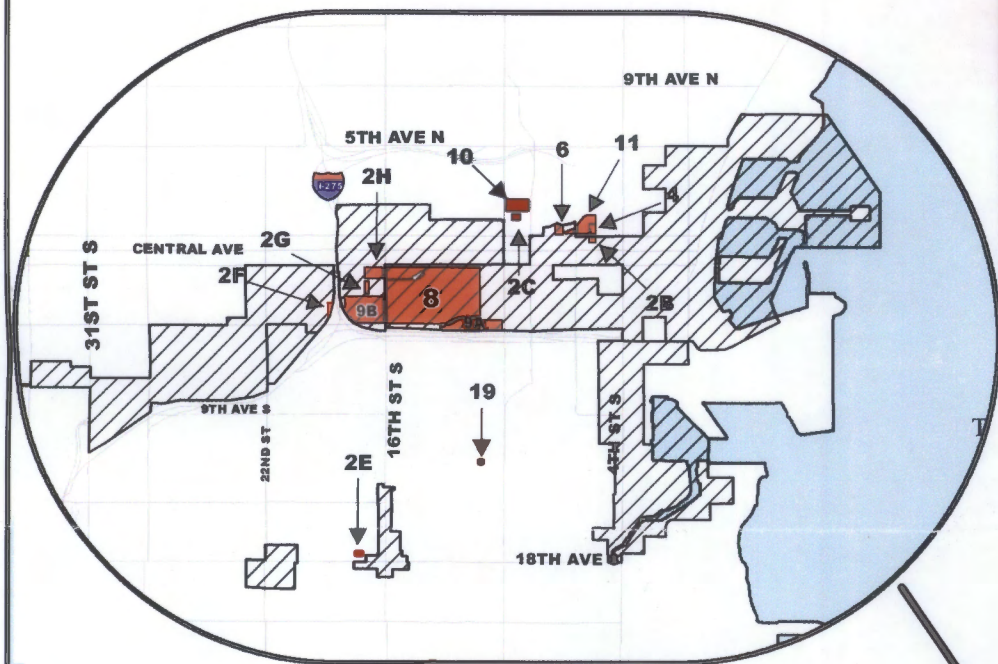 9TH AVE N
5TH AVE N
10
6
11
I-275
2H
4
CENTRAL AVE
2G
2F
2C
2B
8
9B
9A
31ST ST S
16TH ST S
19
9TH AVE S
22ND ST S
4TH ST S
2E
18TH AVE S
T